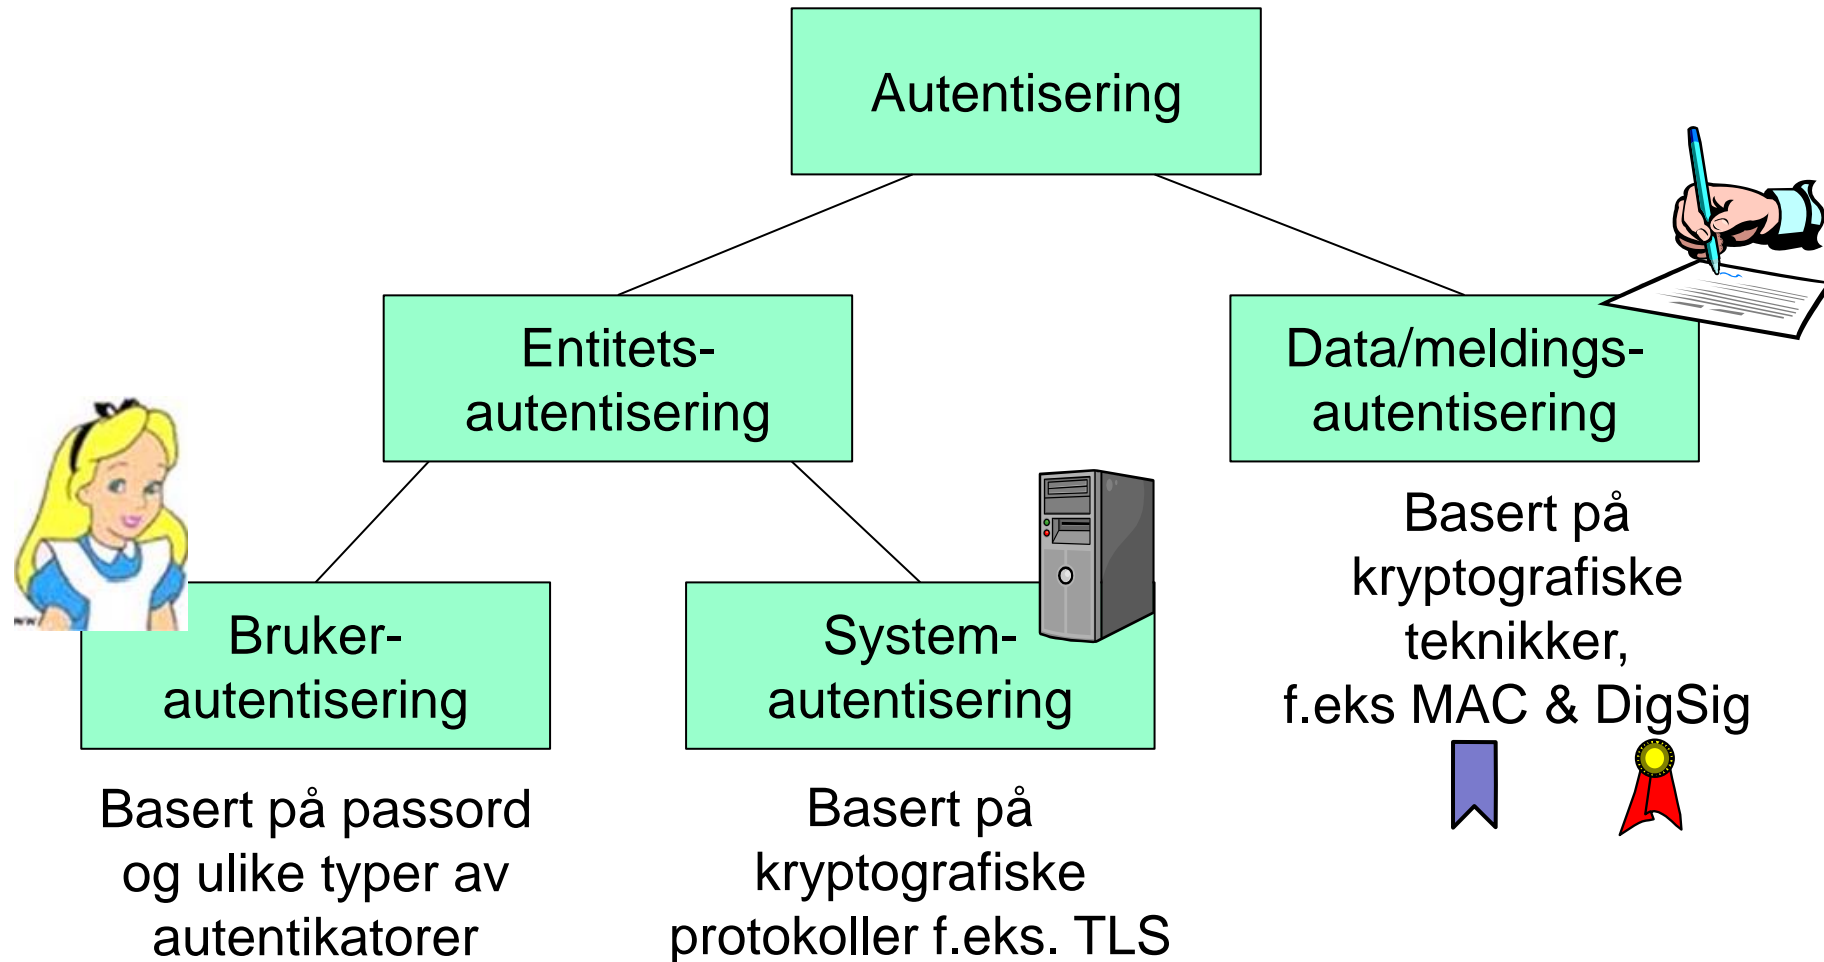 Autentisering
Entitets-
autentisering
Data/meldings-
autentisering
Basert på
kryptografiske
teknikker,
f.eks MAC & DigSig
Bruker-
autentisering
System-
autentisering
Basert på passord
og ulike typer av
autentikatorer
Basert på
kryptografiske
protokoller f.eks. TLS